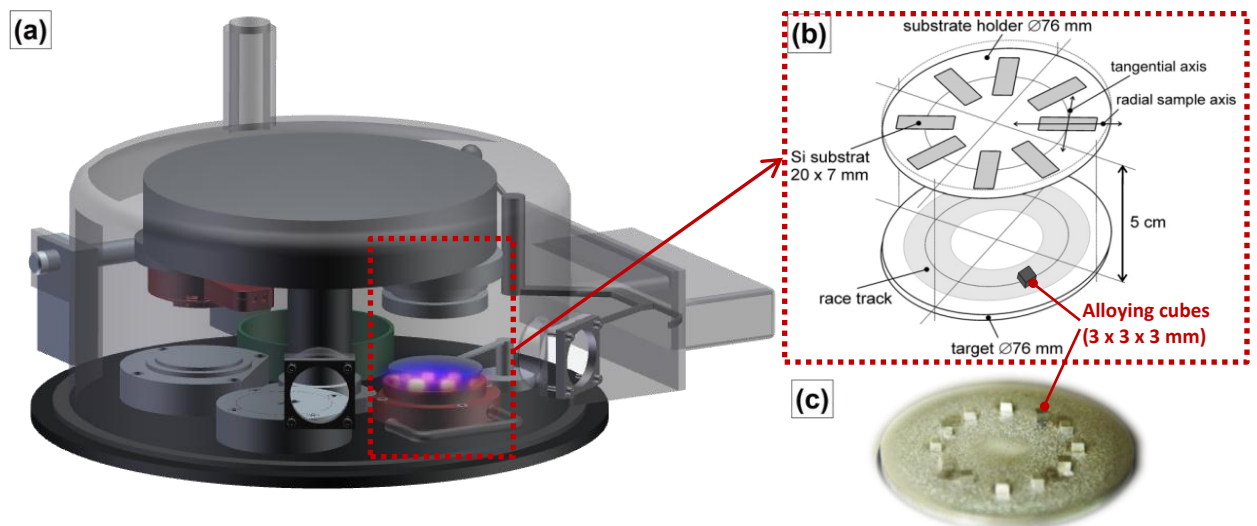 (a)
(b)
substrate holder ∅76 mm
tangential axis
radial sample axis
Si substrat
20 x 7 mm
5 cm
race track
Alloying cubes
(3 x 3 x 3 mm)
target ∅76 mm
(c)